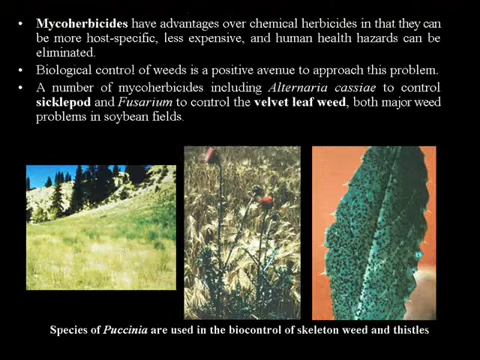 • Mycoherbicides have advantages over chemical herbicides in that they can
be more host-specific, less expensive, and human health hazards can be
eliminated.
• Biological control of weeds is a positive avenue to approach this problem.
• A number of mycoherbicides including Alternaria cassiae to control
sicklepod and Fusarium to control the velvet leaf weed, both major weed
problems in soybean fields.
Species of Puccinia are used in the biocontrol of skeleton weed and thistles